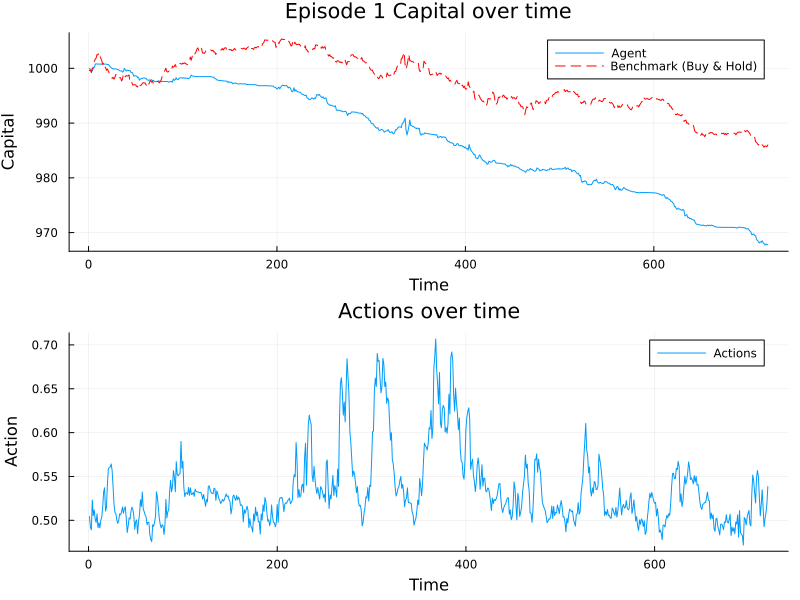 Episode 1 Capital over time
Capital
1000
990
980
970
Agent
Benchmark (Buy & Hold)
0
200
400
600
Time
Actions over time
Action
0.70
0.65
0.60
0.55
0.50
Actions
0
200
400
600
Time